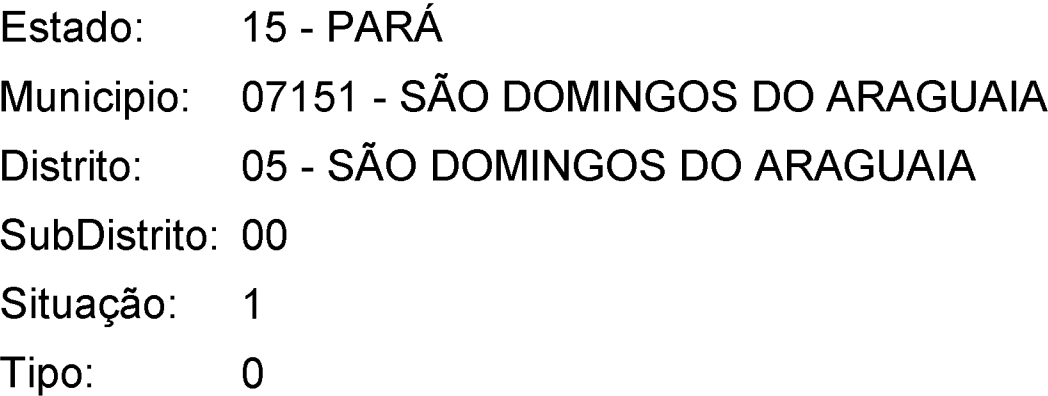 Estado: 15 - PARÁ
Municipio: 07151 - SÃO DOMINGOS DO ARAGUAIA
Distrito: 05 - SÃO DOMINGOS DO ARAGUAIA
SubDistrito: 00
Situação: 1
Tipo: 0